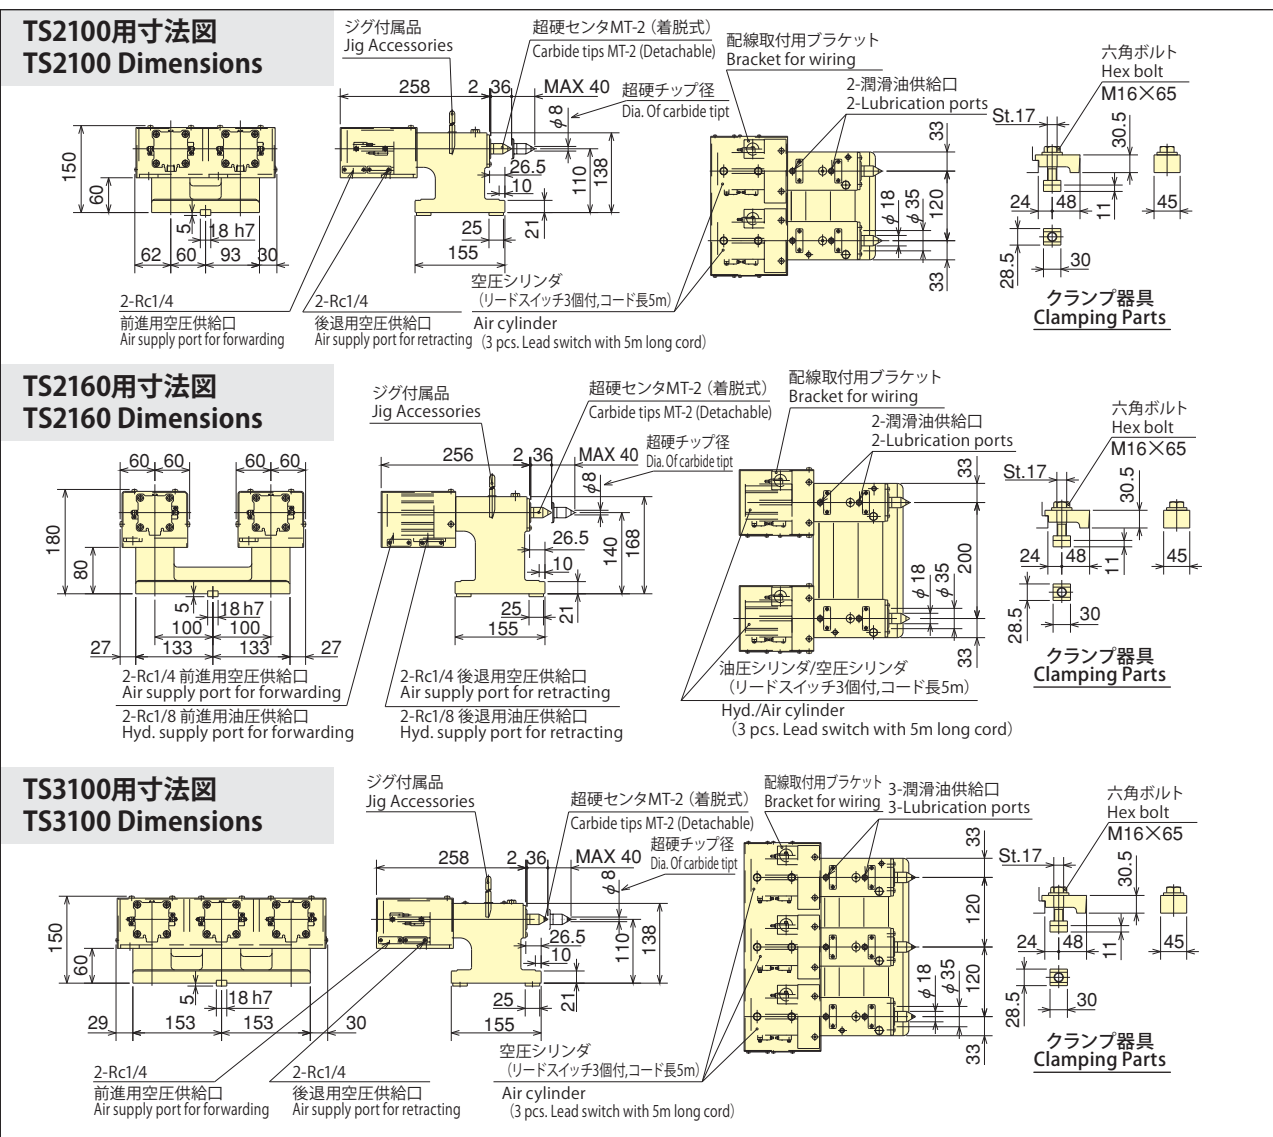 TS2100用寸法図
TS2100 Dimensions
ジグ付属品
Jig Accessories
超硬センタMT-2（着脱式）
Carbide tips MT-2 (Detachable)
配線取付用ブラケット
Bracket for wiring
六角ボルト
Hex bolt
M16×65
258
2
36
MAX 40
超硬チップ径
Dia. Of carbide tipt
2-潤滑油供給口
2-Lubrication ports
St.17
φ8
33
30.5
150
60
26.5
10
110
138
φ18
φ35
120
24
48
11
45
5
18 h7
25
21
62
60
93
30
155
33
28.5
30
空圧シリンダ
（リードスイッチ3個付,コード長5m）
Air cylinder
（3 pcs. Lead switch with 5m long cord）
2-Rc1/4
前進用空圧供給口
Air supply port for forwarding
2-Rc1/4
後退用空圧供給口
Air supply port for retracting
クランプ器具
Clamping Parts
TS2160用寸法図
TS2160 Dimensions
ジグ付属品
Jig Accessories
超硬センタMT-2（着脱式）
Carbide tips MT-2 (Detachable)
配線取付用ブラケット
Bracket for wiring
六角ボルト
Hex bolt
M16×65
超硬チップ径
Dia. Of carbide tipt
2-潤滑油供給口
2-Lubrication ports
60
60
60
60
256
2
36
MAX 40
φ8
33
St.17
30.5
180
80
26.5
10
140
168
φ18
φ35
200
24
48
11
45
5
18 h7
25
21
100
100
155
28.5
30
27
133
133
27
33
2-Rc1/4 前進用空圧供給口
Air supply port for forwarding
2-Rc1/8 前進用油圧供給口
Hyd. supply port for forwarding
2-Rc1/4 後退用空圧供給口
Air supply port for retracting
2-Rc1/8 後退用油圧供給口
Hyd. supply port for retracting
油圧シリンダ/空圧シリンダ
（リードスイッチ3個付,コード長5m）
Hyd./Air cylinder
（3 pcs. Lead switch with 5m long cord）
クランプ器具
Clamping Parts
TS3100用寸法図
TS3100 Dimensions
ジグ付属品
Jig Accessories
超硬センタMT-2（着脱式）
Carbide tips MT-2 (Detachable)
超硬チップ径
Dia. Of carbide tipt
配線取付用ブラケット
Bracket for wiring
3-潤滑油供給口
3-Lubrication ports
六角ボルト
Hex bolt
M16×65
258
2
36
MAX 40
φ8
33
St.17
30.5
150
60
26.5
10
110
138
120
24
48
11
45
5
18 h7
25
21
φ18
φ35
120
28.5
30
29
153
153
30
155
33
2-Rc1/4
前進用空圧供給口
Air supply port for forwarding
2-Rc1/4
後退用空圧供給口
Air supply port for retracting
空圧シリンダ
（リードスイッチ3個付,コード長5m）
Air cylinder
（3 pcs. Lead switch with 5m long cord）
クランプ器具
Clamping Parts